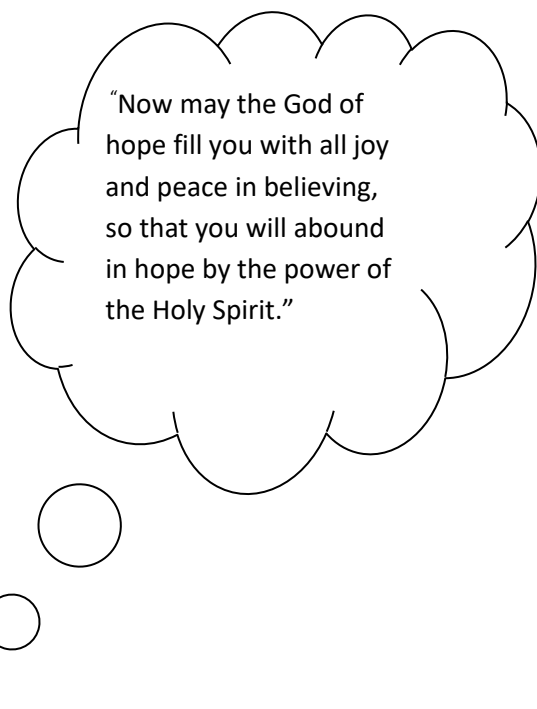 “Now may the God of
hope fill you with all joy
and peace in believing,
so that you will abound
in hope by the power of
the Holy Spirit.”